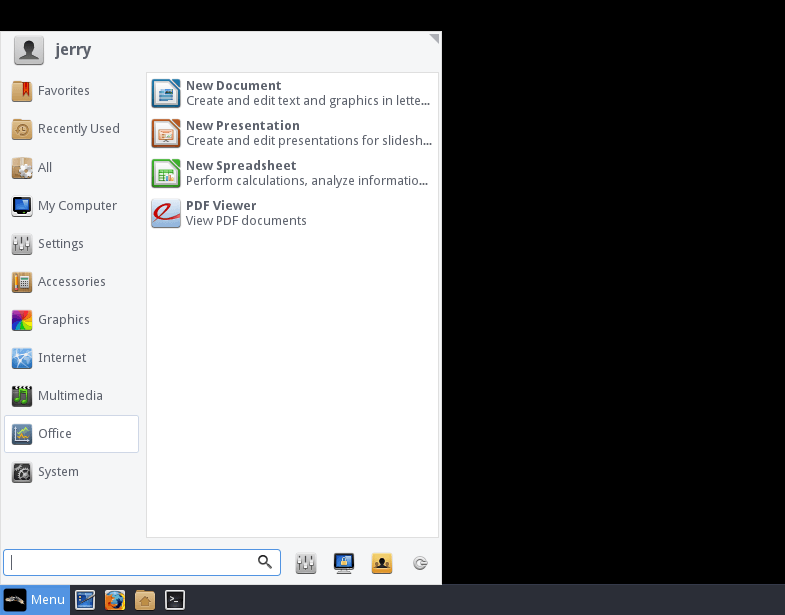 jerry
Favorites
Recently Used
All
My Computer
Settings
Accessories
Graphics
Internet
Multimedia
Office
System
New Document
Create and edit text and graphics in lette...
New Presentation
Create and edit presentations for slidesh...
New Spreadsheet
Perform calculations, analyze informatio...
PDF Viewer
View PDF documents
Menu